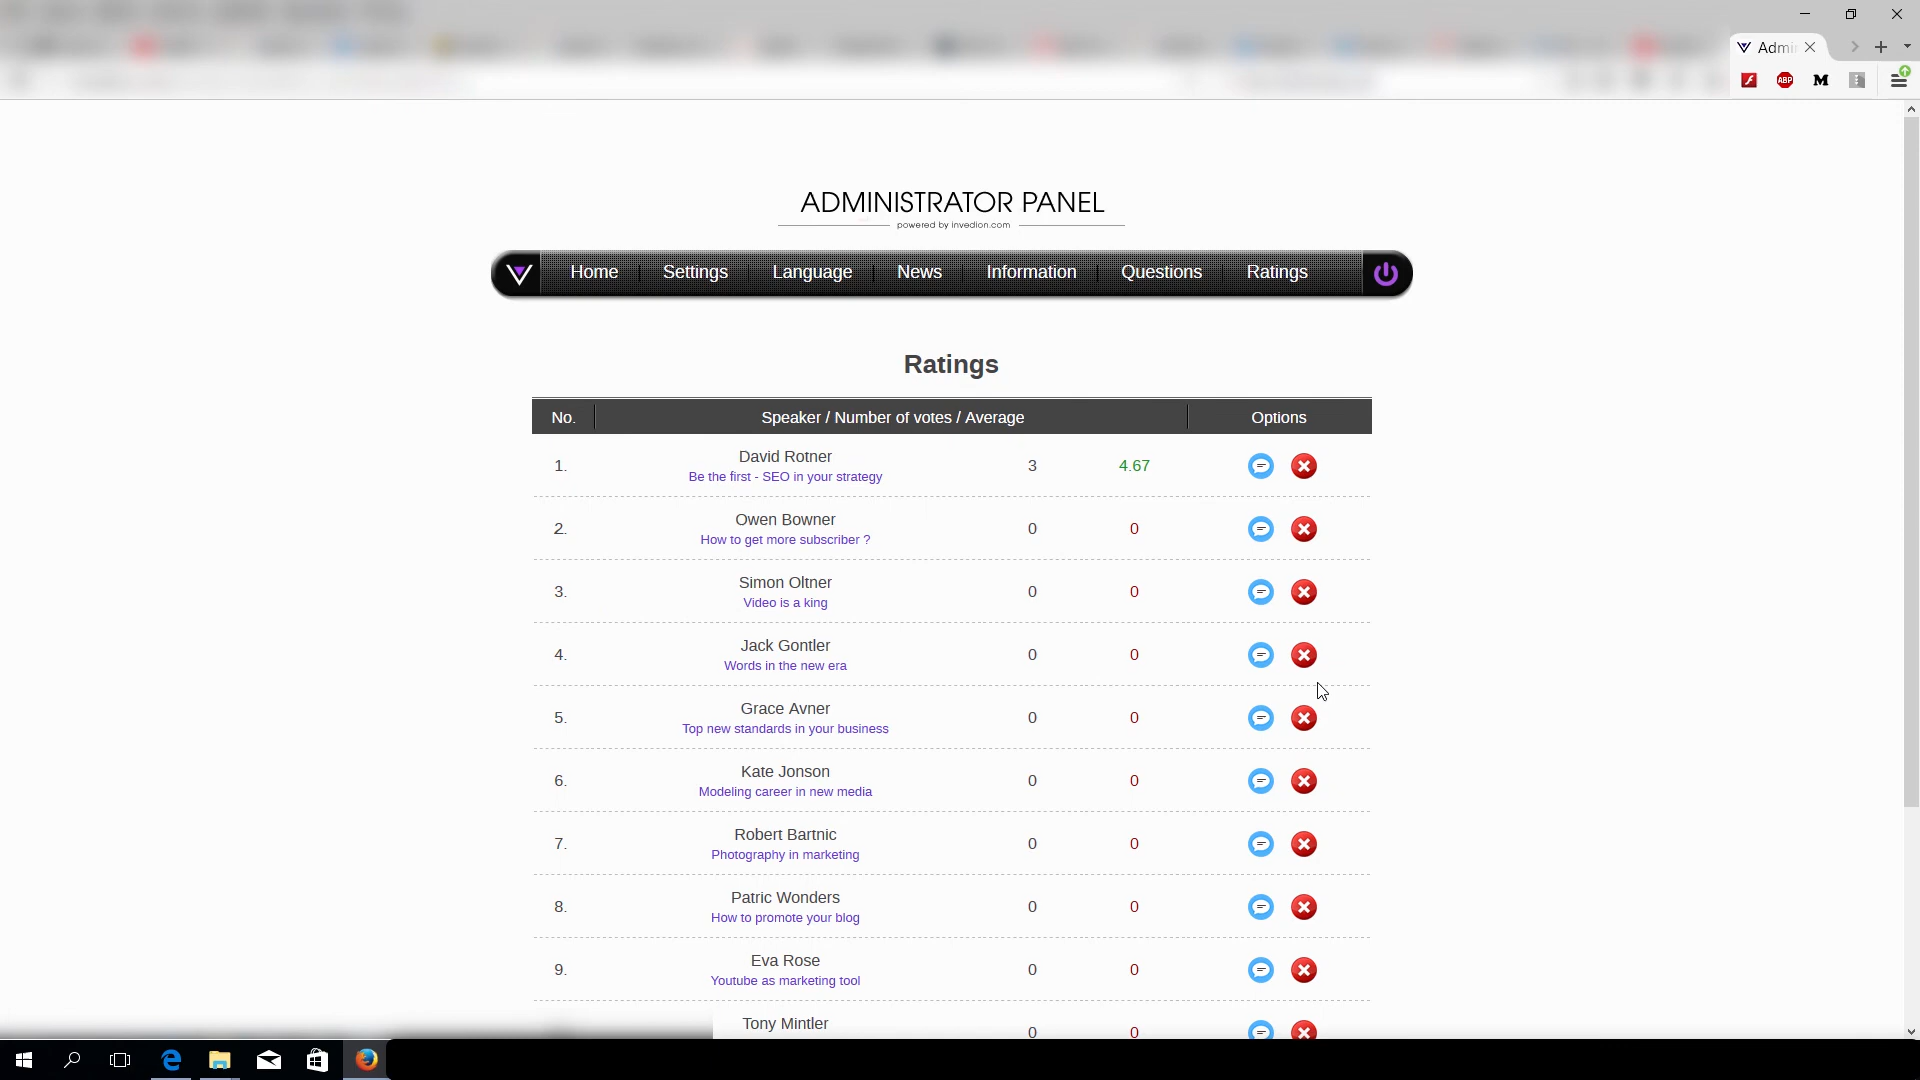 Admi
ABP
M
ADMINISTRATOR PANEL
powered by invedion.com
Home Settings Language News Information Questions Ratings
Ratings
No. Speaker / Number of votes / Average Options
1. David Rotner 3 4.67
Be the first - SEO in your strategy
2. Owen Bowner 0 0
How to get more subscriber ?
3. Simon Oltner 0 0
Video is a king
4. Jack Gontler 0 0
Words in the new era
5. Grace Avner 0 0
Top new standards in your business
6. Kate Jonson 0 0
Modeling career in new media
7. Robert Bartnic 0 0
Photography in marketing
8. Patric Wonders 0 0
How to promote your blog
9. Eva Rose 0 0
Youtube as marketing tool
Tony Mintler 0 0